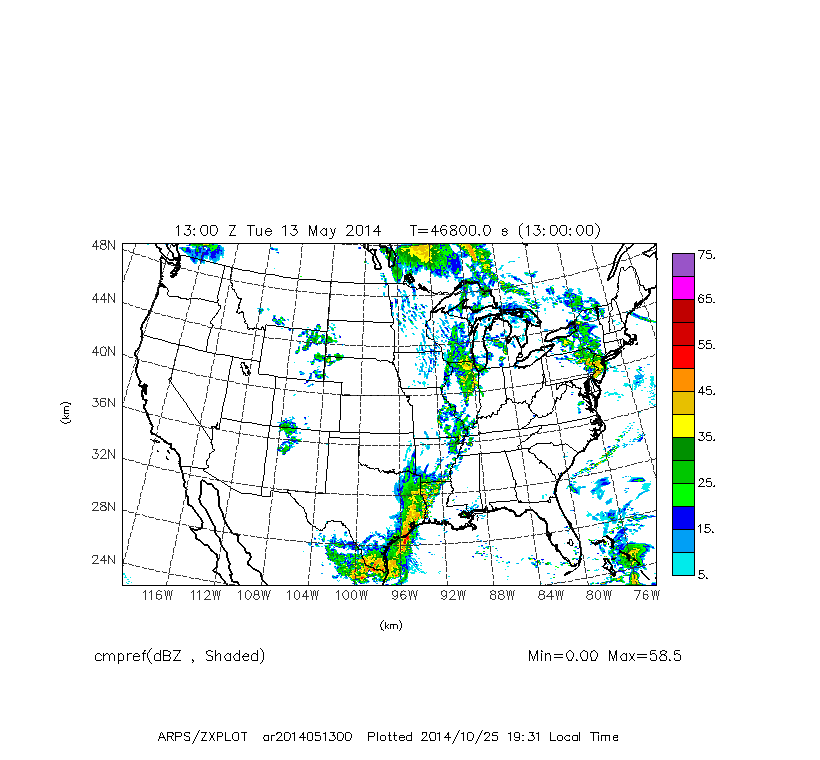 13:00 Z Tue 13 May 2014 T=46800.0 s (13:00:00)
48N
44N
40N
36N
32N
28N
24N
(km)
116W 112W 108W 104W 100W 96W 92W 88W 84W 80W 76W
(km)
75.
65.
55.
45.
35.
25.
15.
5.
cmpref(dBZ , Shaded)
Min=0.00 Max=58.5
ARPS/ZXPLOT ar2014051300 Plotted 2014/10/25 19:31 Local Time